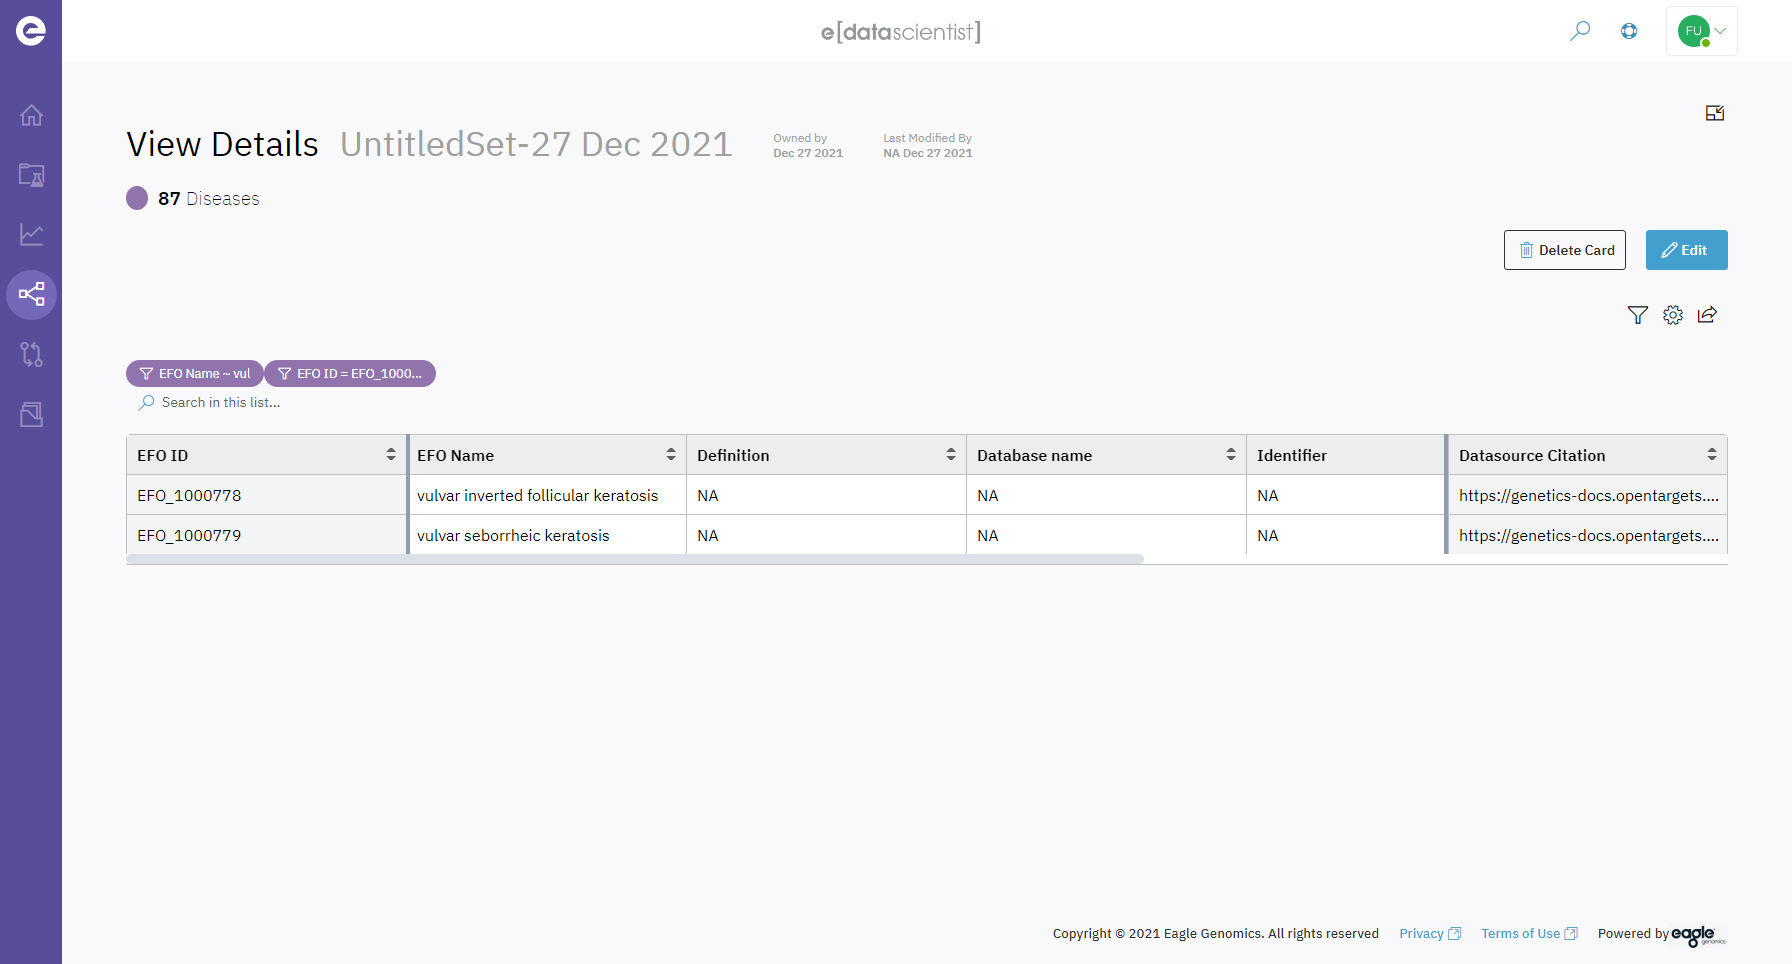 e[datascientist]
FU
View Details UntitledSet-27 Dec 2021
Owned by
Dec 27 2021
Last Modified By
NA Dec 27 2021
87 Diseases
Delete Card
Edit
EFO Name ~ vul
EFO ID = EFO_1000...
Search in this list...
EFO ID EFO Name Definition Database name Identifier Datasource Citation
EFO_1000778 vulvar inverted follicular keratosis NA NA NA https://genetics-docs.opentargets....
EFO_1000779 vulvar seborrheic keratosis NA NA NA https://genetics-docs.opentargets....
Copyright © 2021 Eagle Genomics. All rights reserved Privacy Terms of Use Powered by eagle genomics